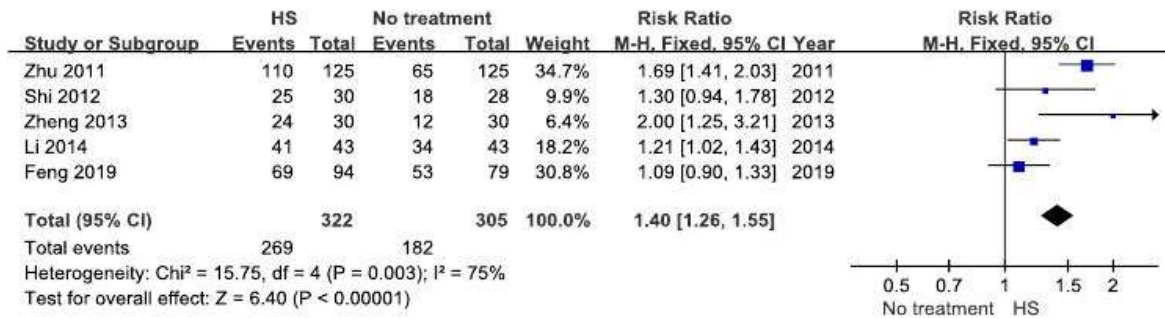 HS No treatment Risk Ratio Risk Ratio
Study or Subgroup Events Total Events Total Weight M-H, Fixed, 95% CI Year M-H, Fixed, 95% CI
Zhu 2011 110 125 65 125 34.7% 1.69 [1.41, 2.03] 2011
Shi 2012 25 30 18 28 9.9% 1.30 [0.94, 1.78] 2012
Zheng 2013 24 30 12 30 6.4% 2.00 [1.25, 3.21] 2013
Li 2014 41 43 34 43 18.2% 1.21 [1.02, 1.43] 2014
Feng 2019 69 94 53 79 30.8% 1.09 [0.90, 1.33] 2019
Total (95% CI) 322 305 100.0% 1.40 [1.26, 1.55]
Total events 269 182
Heterogeneity: Chi² = 15.75, df = 4 (P = 0.003); I² = 75%
Test for overall effect: Z = 6.40 (P < 0.00001)
0.5 0.7 1 1.5 2
No treatment HS